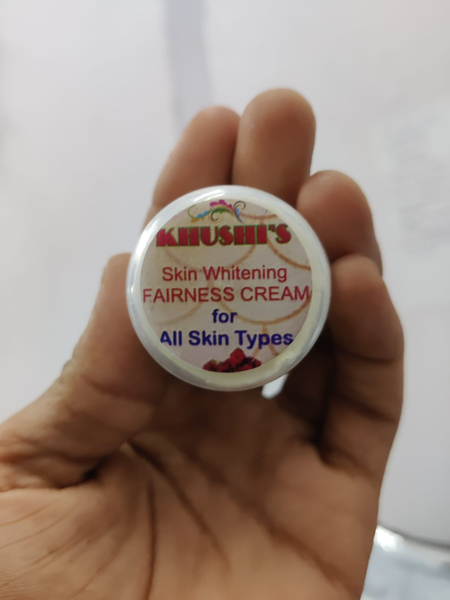 KHUSHI'S
Skin Whitening
FAIRNESS CREAM
for
All Skin Types